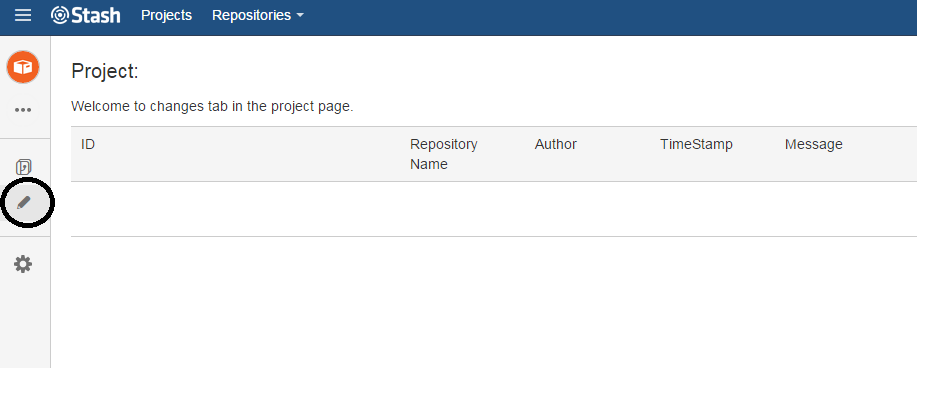 Stash Projects Repositories
Project:
Welcome to changes tab in the project page.
ID Repository Name Author TimeStamp Message